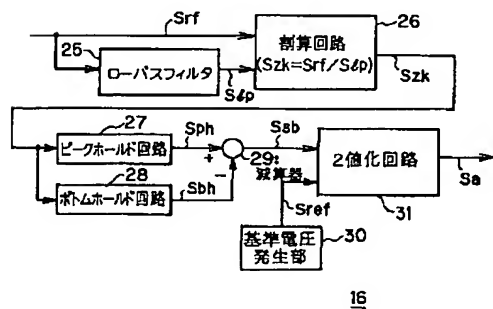 Srf
26
25
割算回路
(Szk=Srf/Sℓp)
ローパスフィルタ
Sℓp
Szk
27
Sph
ピークホールド回路
+
29:
減算器
Ssb
2値化回路
Sa
28
−
ボトムホールド回路
Sbh
Sref
31
30
基準電圧
発生部
16